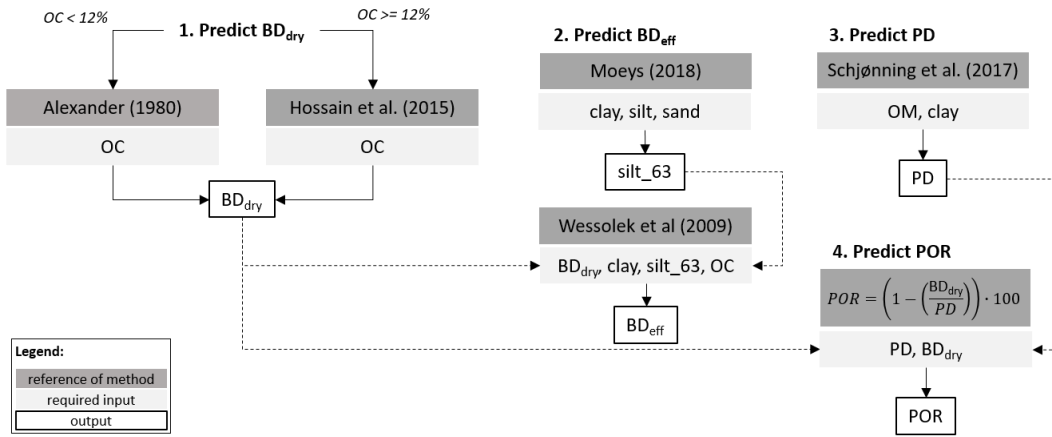 OC < 12%
OC >= 12%
1. Predict BDdry
Alexander (1980)
OC
Hossain et al. (2015)
OC
BDdry
2. Predict BDeff
Moeys (2018)
clay, silt, sand
silt_63
Wessolek et al (2009)
BDdry, clay, silt_63, OC
BDeff
3. Predict PD
Schjønning et al. (2017)
OM, clay
PD
4. Predict POR
POR = (1 − (BDdry/PD)) · 100
PD, BDdry
POR
Legend:
reference of method
required input
output